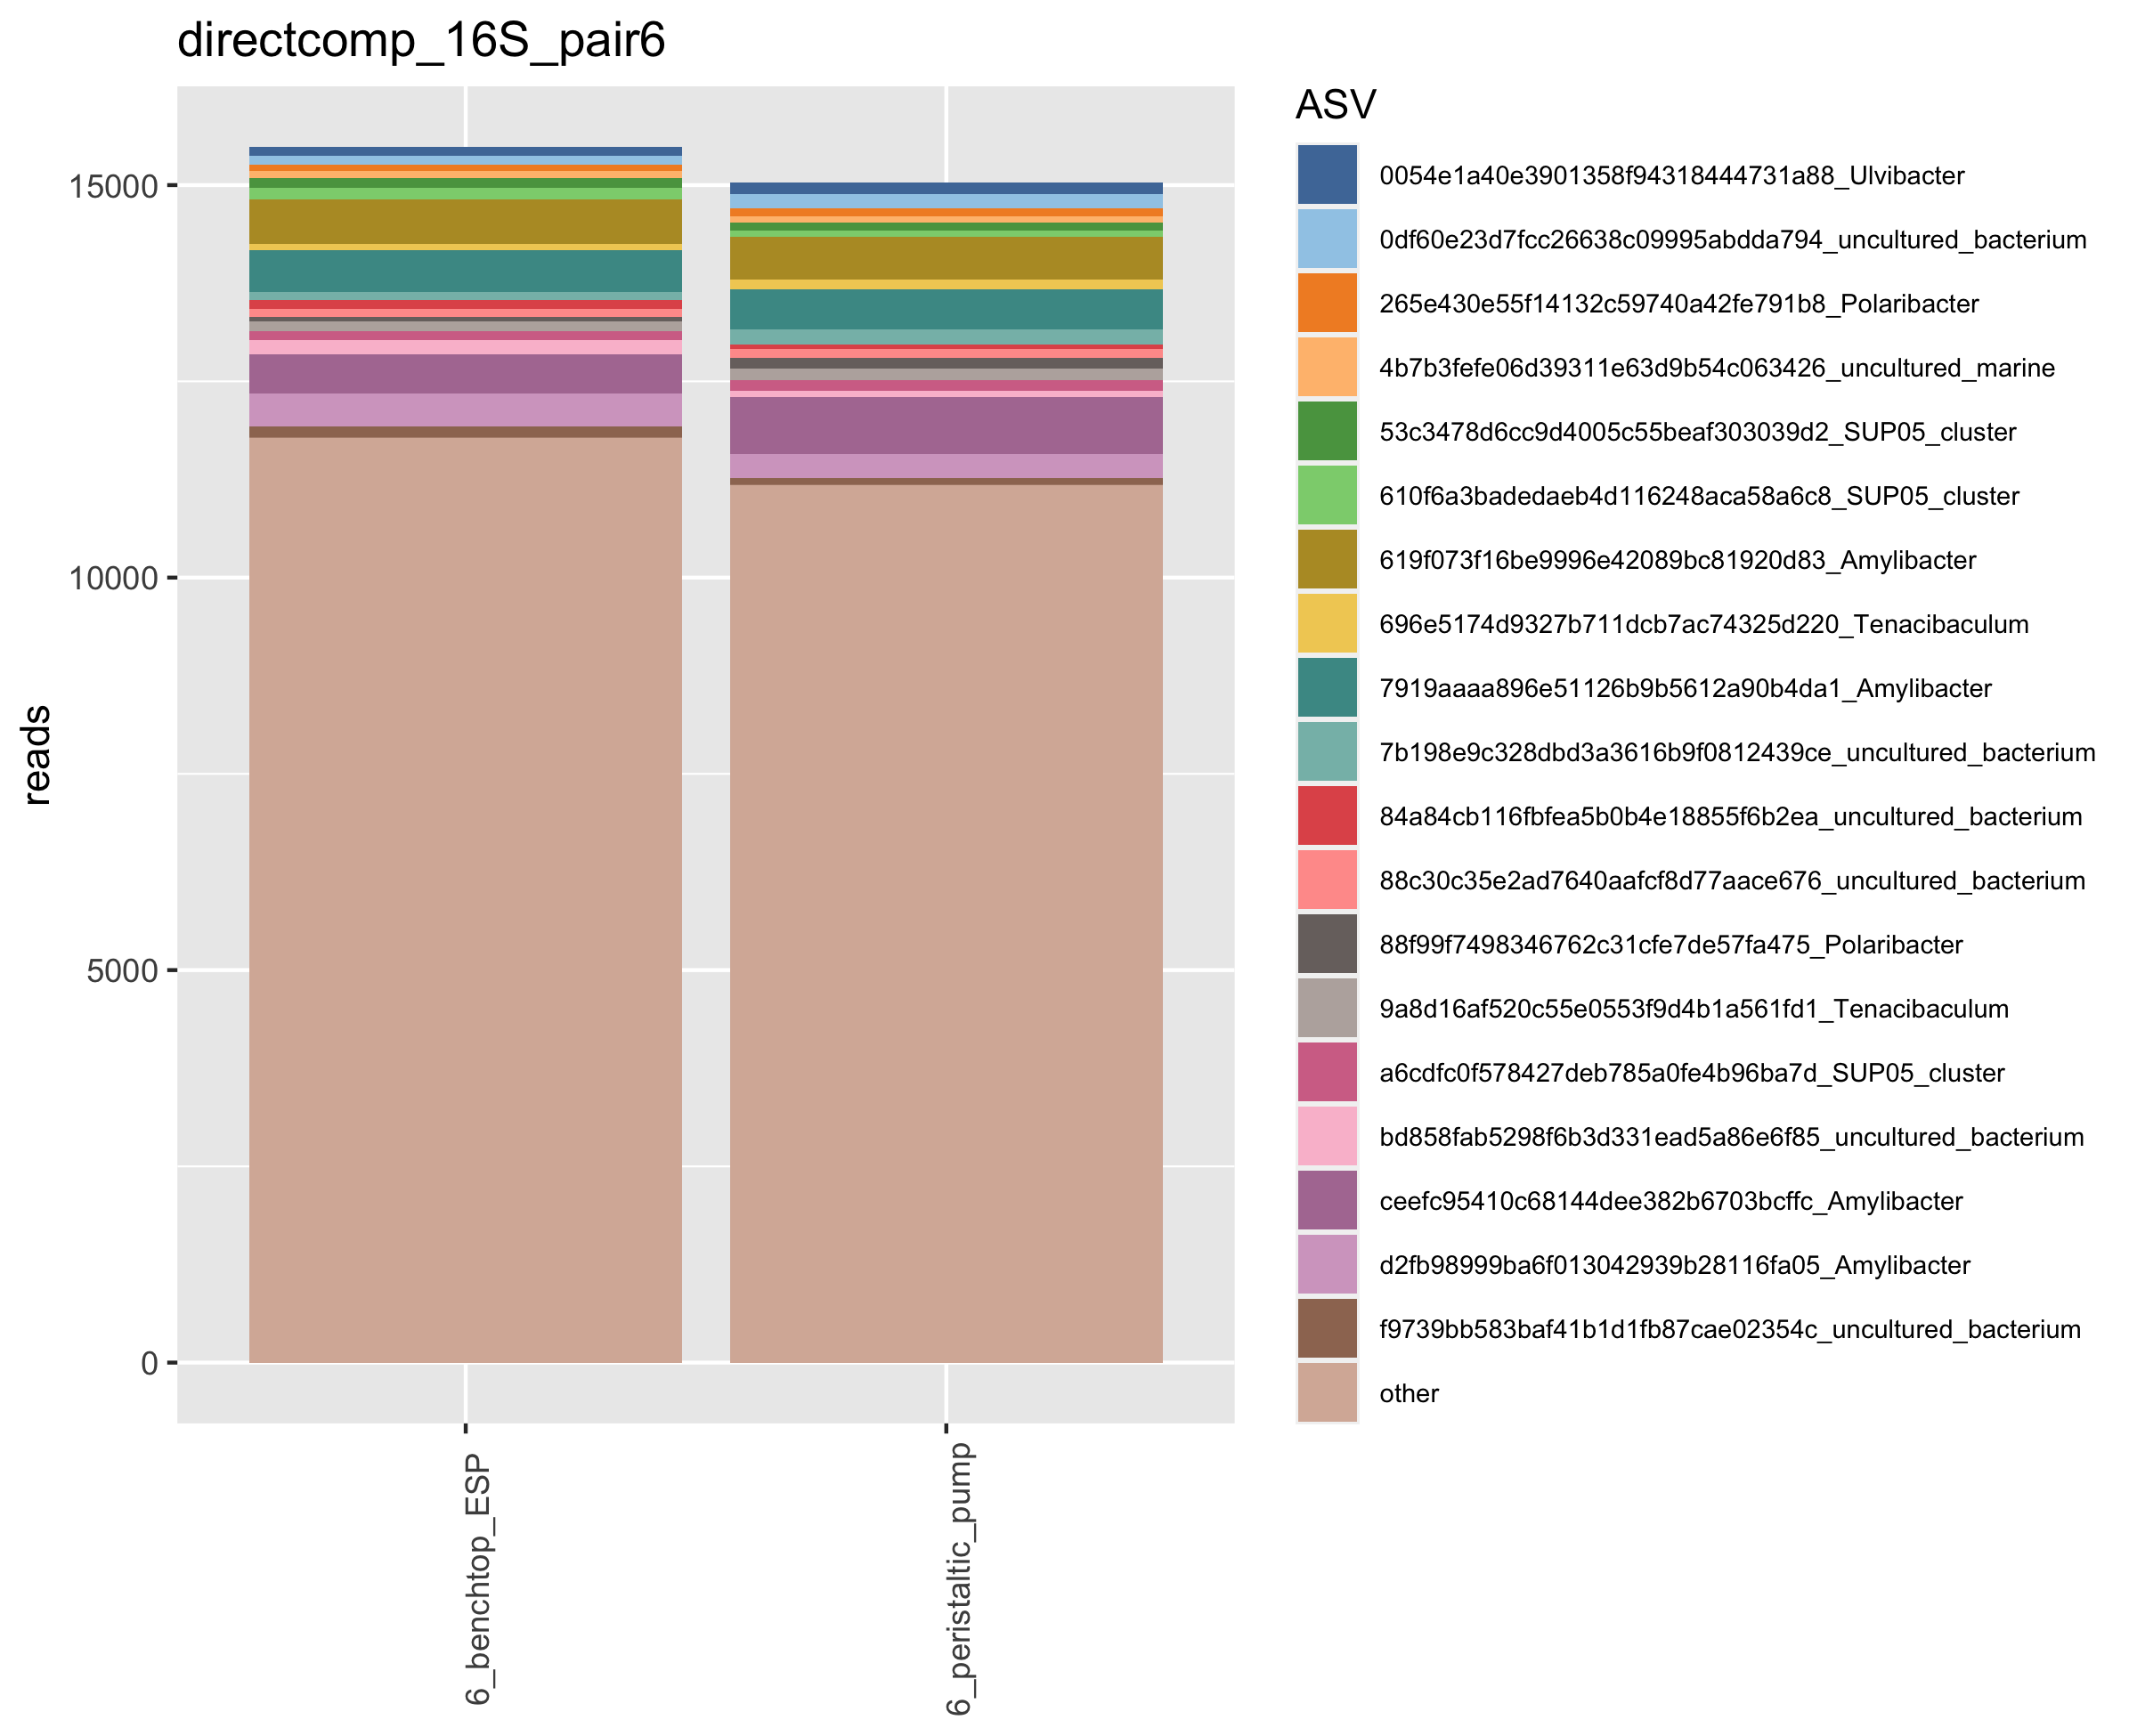 directcomp_16S_pair6
reads
15000
10000
5000
0
6_benchtop_ESP
6_peristaltic_pump
ASV
0054e1a40e3901358f94318444731a88_Ulvibacter
0df60e23d7fcc26638c09995abdda794_uncultured_bacterium
265e430e55f14132c59740a42fe791b8_Polaribacter
4b7b3fefe06d39311e63d9b54c063426_uncultured_marine
53c3478d6cc9d4005c55beaf303039d2_SUP05_cluster
610f6a3badedaeb4d116248aca58a6c8_SUP05_cluster
619f073f16be9996e42089bc81920d83_Amylibacter
696e5174d9327b711dcb7ac74325d220_Tenacibaculum
7919aaaa896e51126b9b5612a90b4da1_Amylibacter
7b198e9c328dbd3a3616b9f0812439ce_uncultured_bacterium
84a84cb116fbfea5b0b4e18855f6b2ea_uncultured_bacterium
88c30c35e2ad7640aafcf8d77aace676_uncultured_bacterium
88f99f7498346762c31cfe7de57fa475_Polaribacter
9a8d16af520c55e0553f9d4b1a561fd1_Tenacibaculum
a6cdfc0f578427deb785a0fe4b96ba7d_SUP05_cluster
bd858fab5298f6b3d331ead5a86e6f85_uncultured_bacterium
ceefc95410c68144dee382b6703bcffc_Amylibacter
d2fb98999ba6f013042939b28116fa05_Amylibacter
f9739bb583baf41b1d1fb87cae02354c_uncultured_bacterium
other